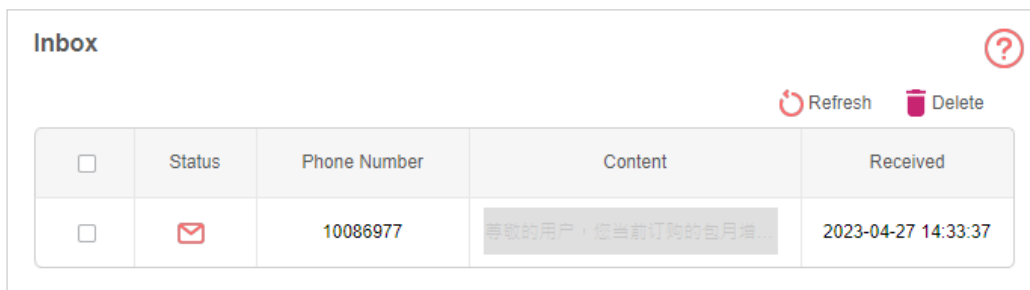 Inbox
Refresh Delete
Status Phone Number Content Received
10086977 尊敬的用户，您当前订购的包月增... 2023-04-27 14:33:37